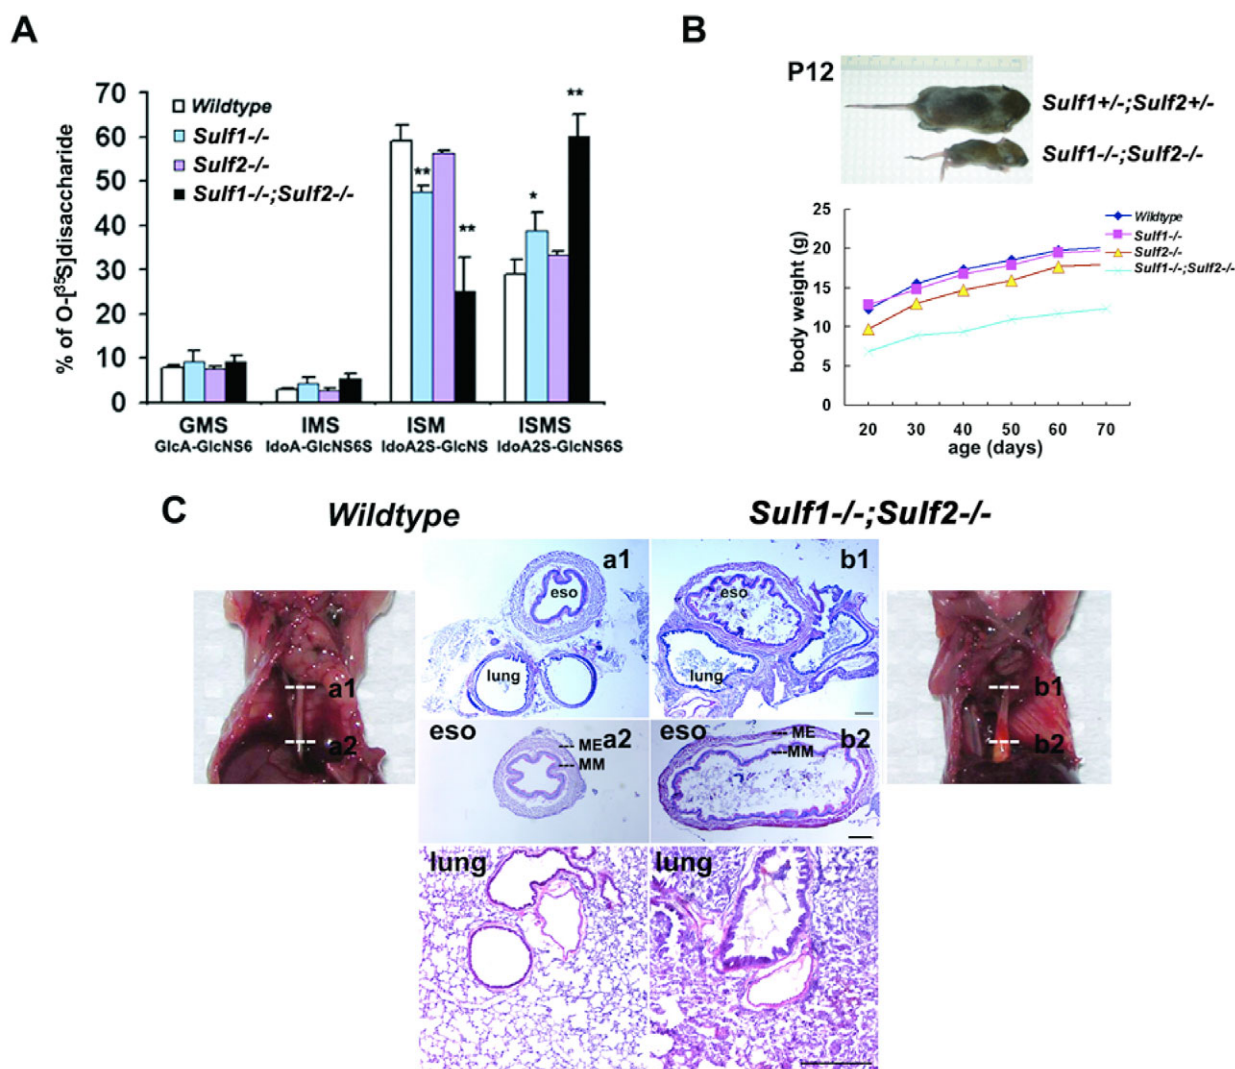 A
% of O-[³⁵S]disaccharide
70
60
50
40
30
20
10
0
Wildtype
Sulf1-/-
Sulf2-/-
Sulf1-/-;Sulf2-/-
**
**
*
**
GMS
IMS
ISM
ISMS
GlcA-GlcNS6
IdoA-GlcNS6S
IdoA2S-GlcNS
IdoA2S-GlcNS6S
B
P12
Sulf1+/-;Sulf2+/-
Sulf1-/-;Sulf2-/-
body weight (g)
25
20
15
10
5
0
Wildtype
Sulf1-/-
Sulf2-/-
Sulf1-/-;Sulf2-/-
20 30 40 50 60 70
age (days)
C
Wildtype
Sulf1-/-;Sulf2-/-
a1
a2
a1
eso
lung
b1
eso
lung
eso
a2
ME
MM
eso
ME
b2
MM
b1
b2
lung
lung